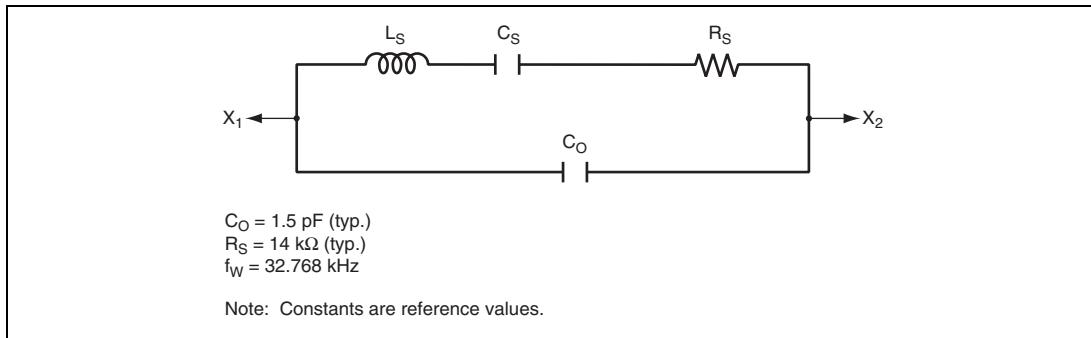 L_S C_S R_S
X_1 X_2
C_O
C_O = 1.5 pF (typ.)
R_S = 14 kΩ (typ.)
f_W = 32.768 kHz
Note: Constants are reference values.